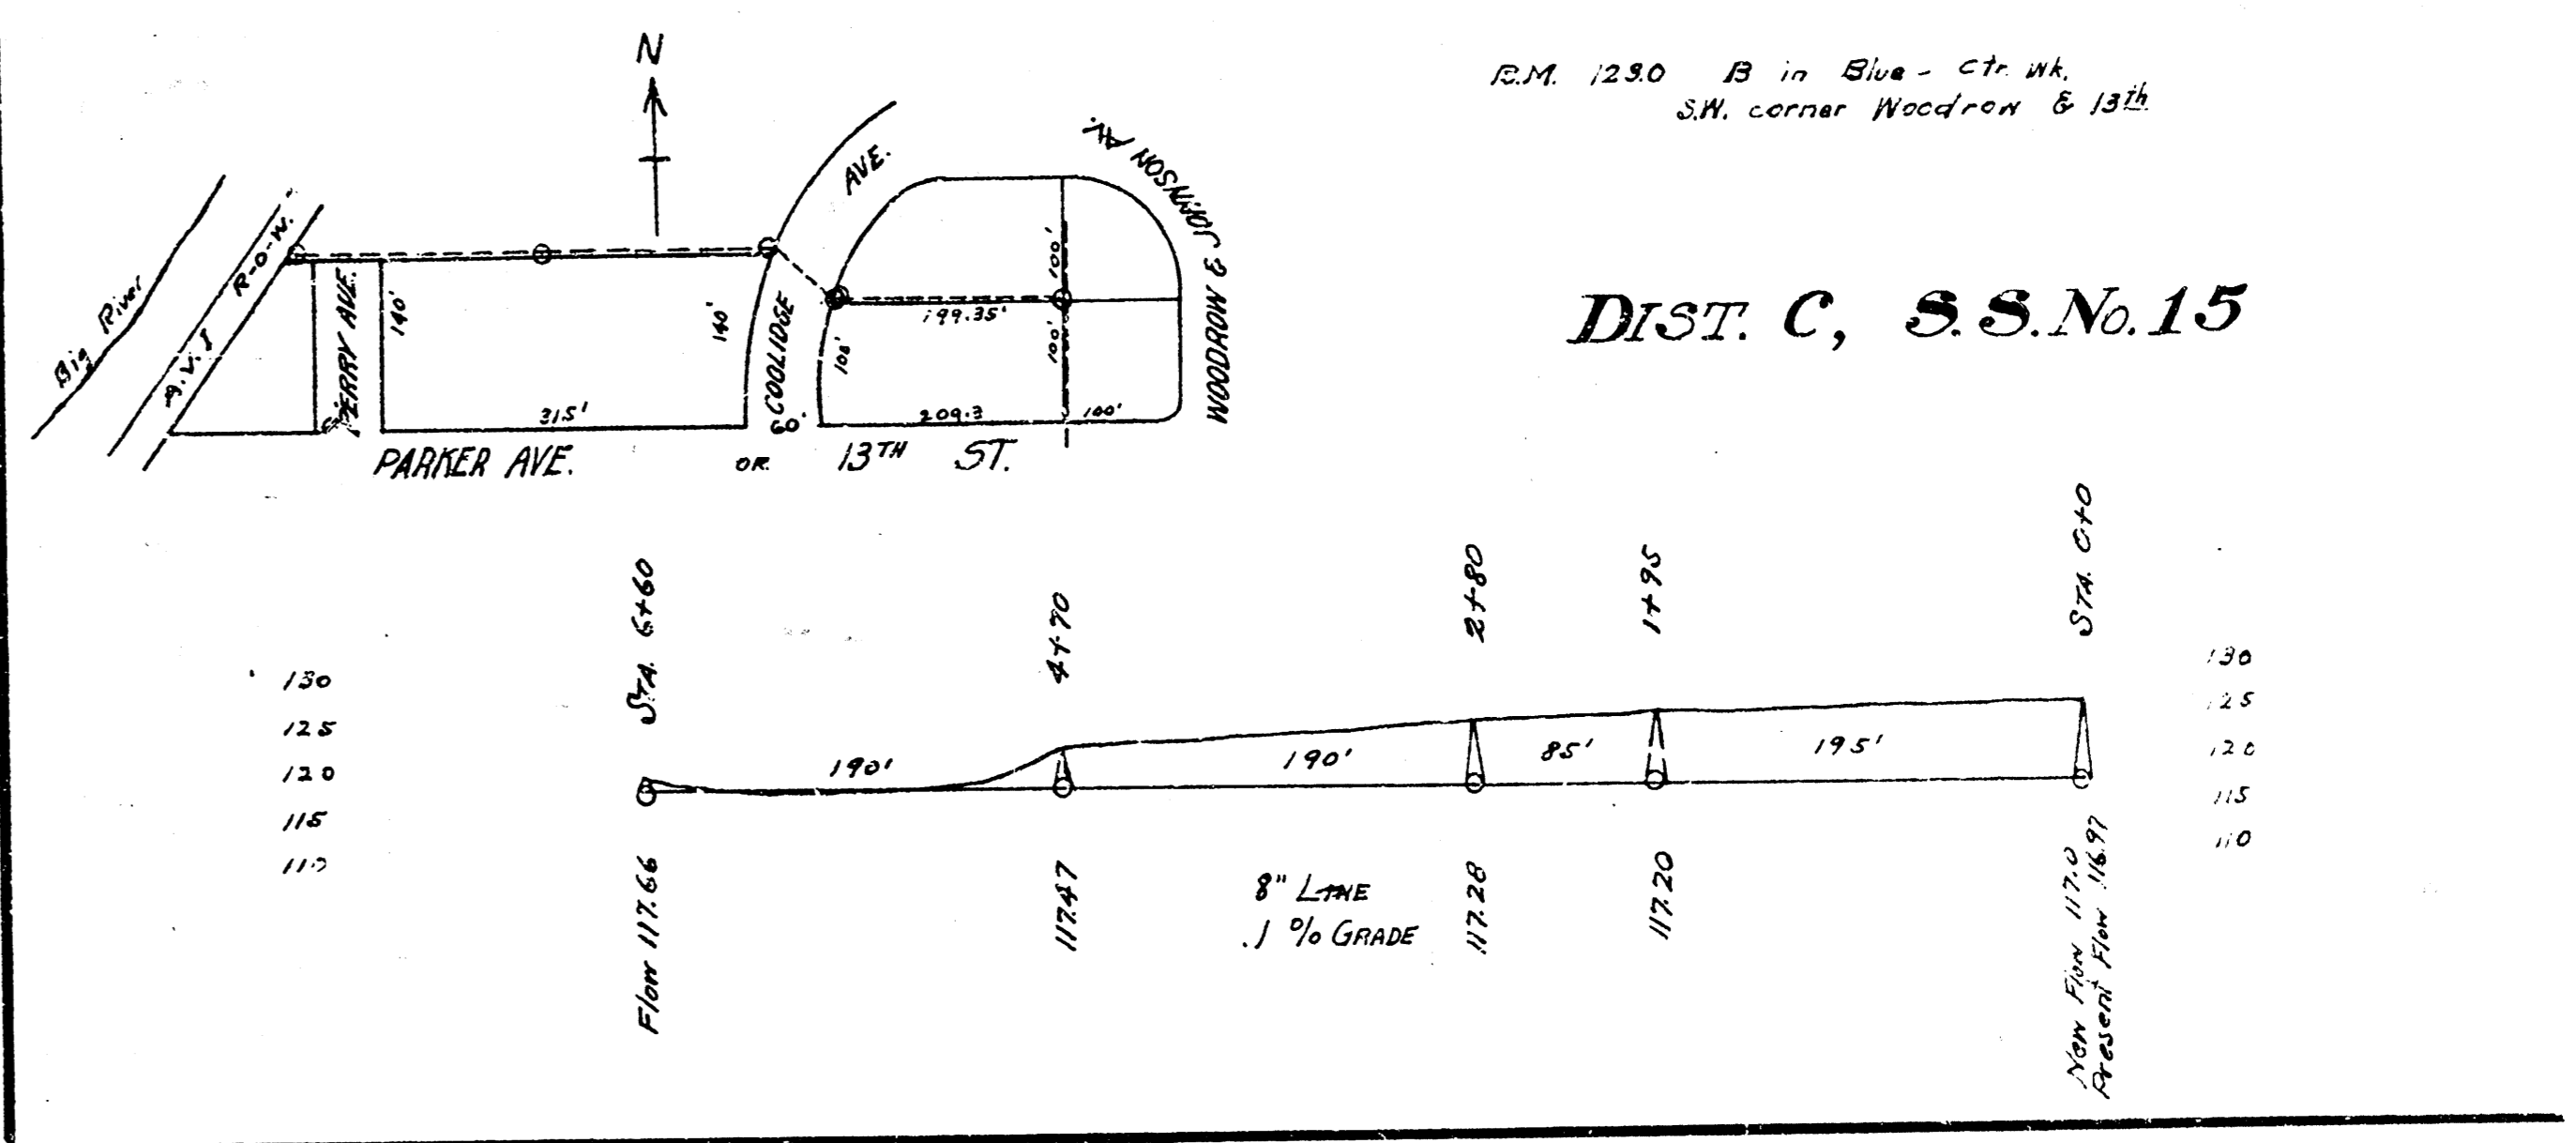 N
B.M. 129.0 B in Blue - Ctr. Wk.
S.W. corner Woodrow & 13th
AVE.
WOODROW & JOHNSON AV.
Big River
R-O-W.
PERRY AVE.
140'
140'
COOLIDGE
100'
199.35'
100'
100'
315'
60'
209.3
100'
PARKER AVE. OR 13TH ST.
DIST. C, S.S. No. 15
STA. 6+60
4+70
2+80
1+95
STA. 0+0
130
125
120
115
110
190'
190'
85'
195'
130
125
120
115
110
Flow 117.66
117.47
8" LINE
.1 % GRADE
117.28
117.20
New Flow 117.0
Present Flow 116.97